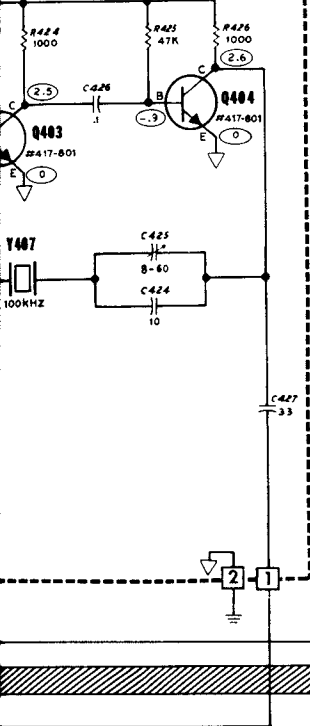 R424
1000
R425
47K
R426
1000
C
2.5
C426
.1
B
-.9
C
2.6
Q404
#417-801
E
0
Q403
#417-801
E
0
Y407
100KHZ
C425
8-60
C424
10
C427
33
2
1